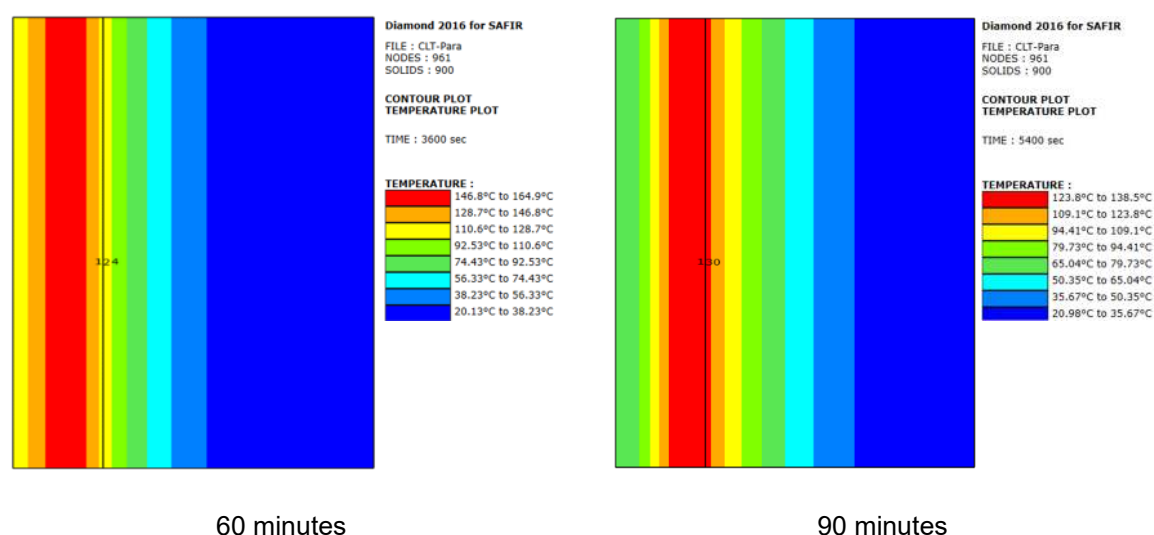 Diamond 2016 for SAFIR
FILE : CLT-Para
NODES : 961
SOLIDS : 900
CONTOUR PLOT
TEMPERATURE PLOT
TIME : 3600 sec
TEMPERATURE :
146.8°C to 164.9°C
128.7°C to 146.8°C
110.6°C to 128.7°C
92.53°C to 110.6°C
74.43°C to 92.53°C
56.33°C to 74.43°C
38.23°C to 56.33°C
20.13°C to 38.23°C
124
60 minutes
Diamond 2016 for SAFIR
FILE : CLT-Para
NODES : 961
SOLIDS : 900
CONTOUR PLOT
TEMPERATURE PLOT
TIME : 5400 sec
TEMPERATURE :
123.8°C to 138.5°C
109.1°C to 123.8°C
94.41°C to 109.1°C
79.73°C to 94.41°C
65.04°C to 79.73°C
50.35°C to 65.04°C
35.67°C to 50.35°C
20.98°C to 35.67°C
130
90 minutes